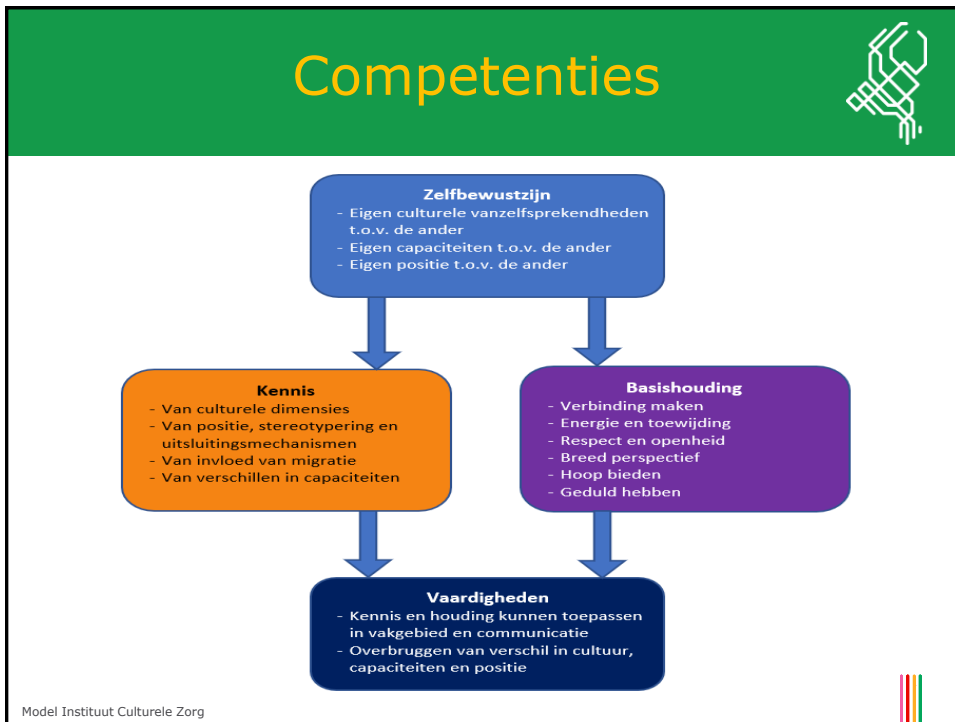 Competenties
Zelfbewustzijn
- Eigen culturele vanzelfsprekendheden
t.o.v. de ander
- Eigen capaciteiten t.o.v. de ander
- Eigen positie t.o.v. de ander
Kennis
- Van culturele dimensies
- Van positie, stereotypering en
uitsluitingsmechanismen
- Van invloed van migratie
- Van verschillen in capaciteiten
Basishouding
- Verbinding maken
- Energie en toewijding
- Respect en openheid
- Breed perspectief
- Hoop bieden
- Geduld hebben
Vaardigheden
- Kennis en houding kunnen toepassen
in vakgebied en communicatie
- Overbruggen van verschil in cultuur,
capaciteiten en positie
Model Instituut Culturele Zorg